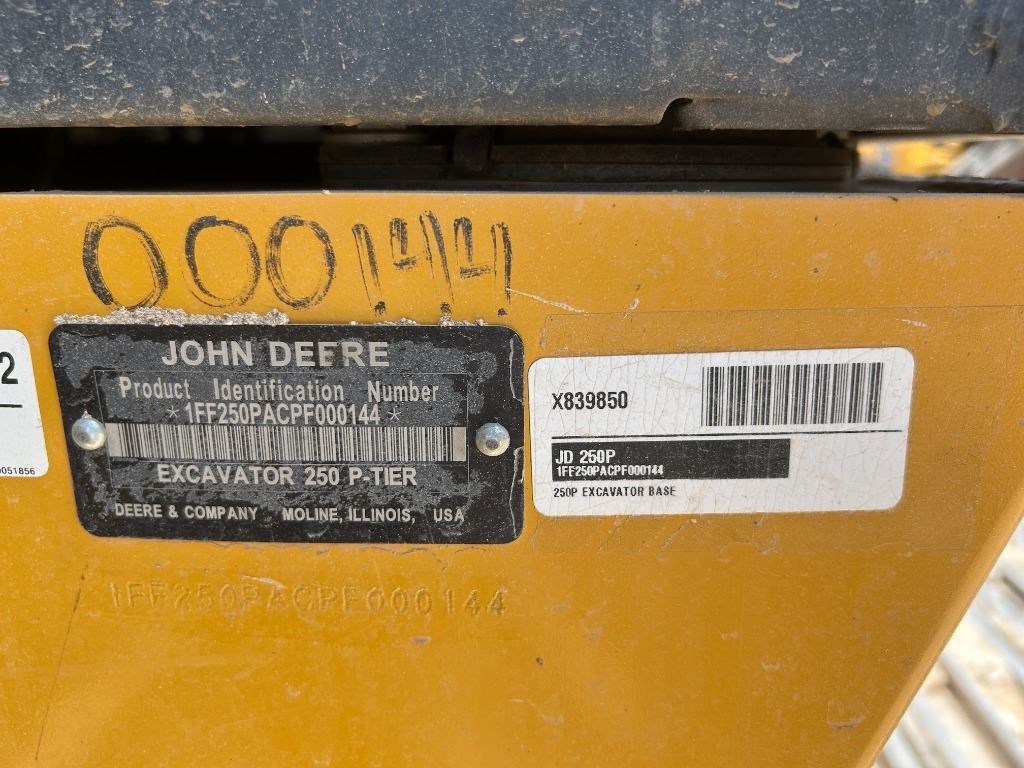 000144
2
0051856
JOHN DEERE
Product Identification Number
*1FF250PACPF000144*
EXCAVATOR 250 P-TIER
DEERE & COMPANY MOLINE, ILLINOIS, USA
X839850
JD 250P
1FF250PACPF000144
250P EXCAVATOR BASE
1FF250PACPF000144